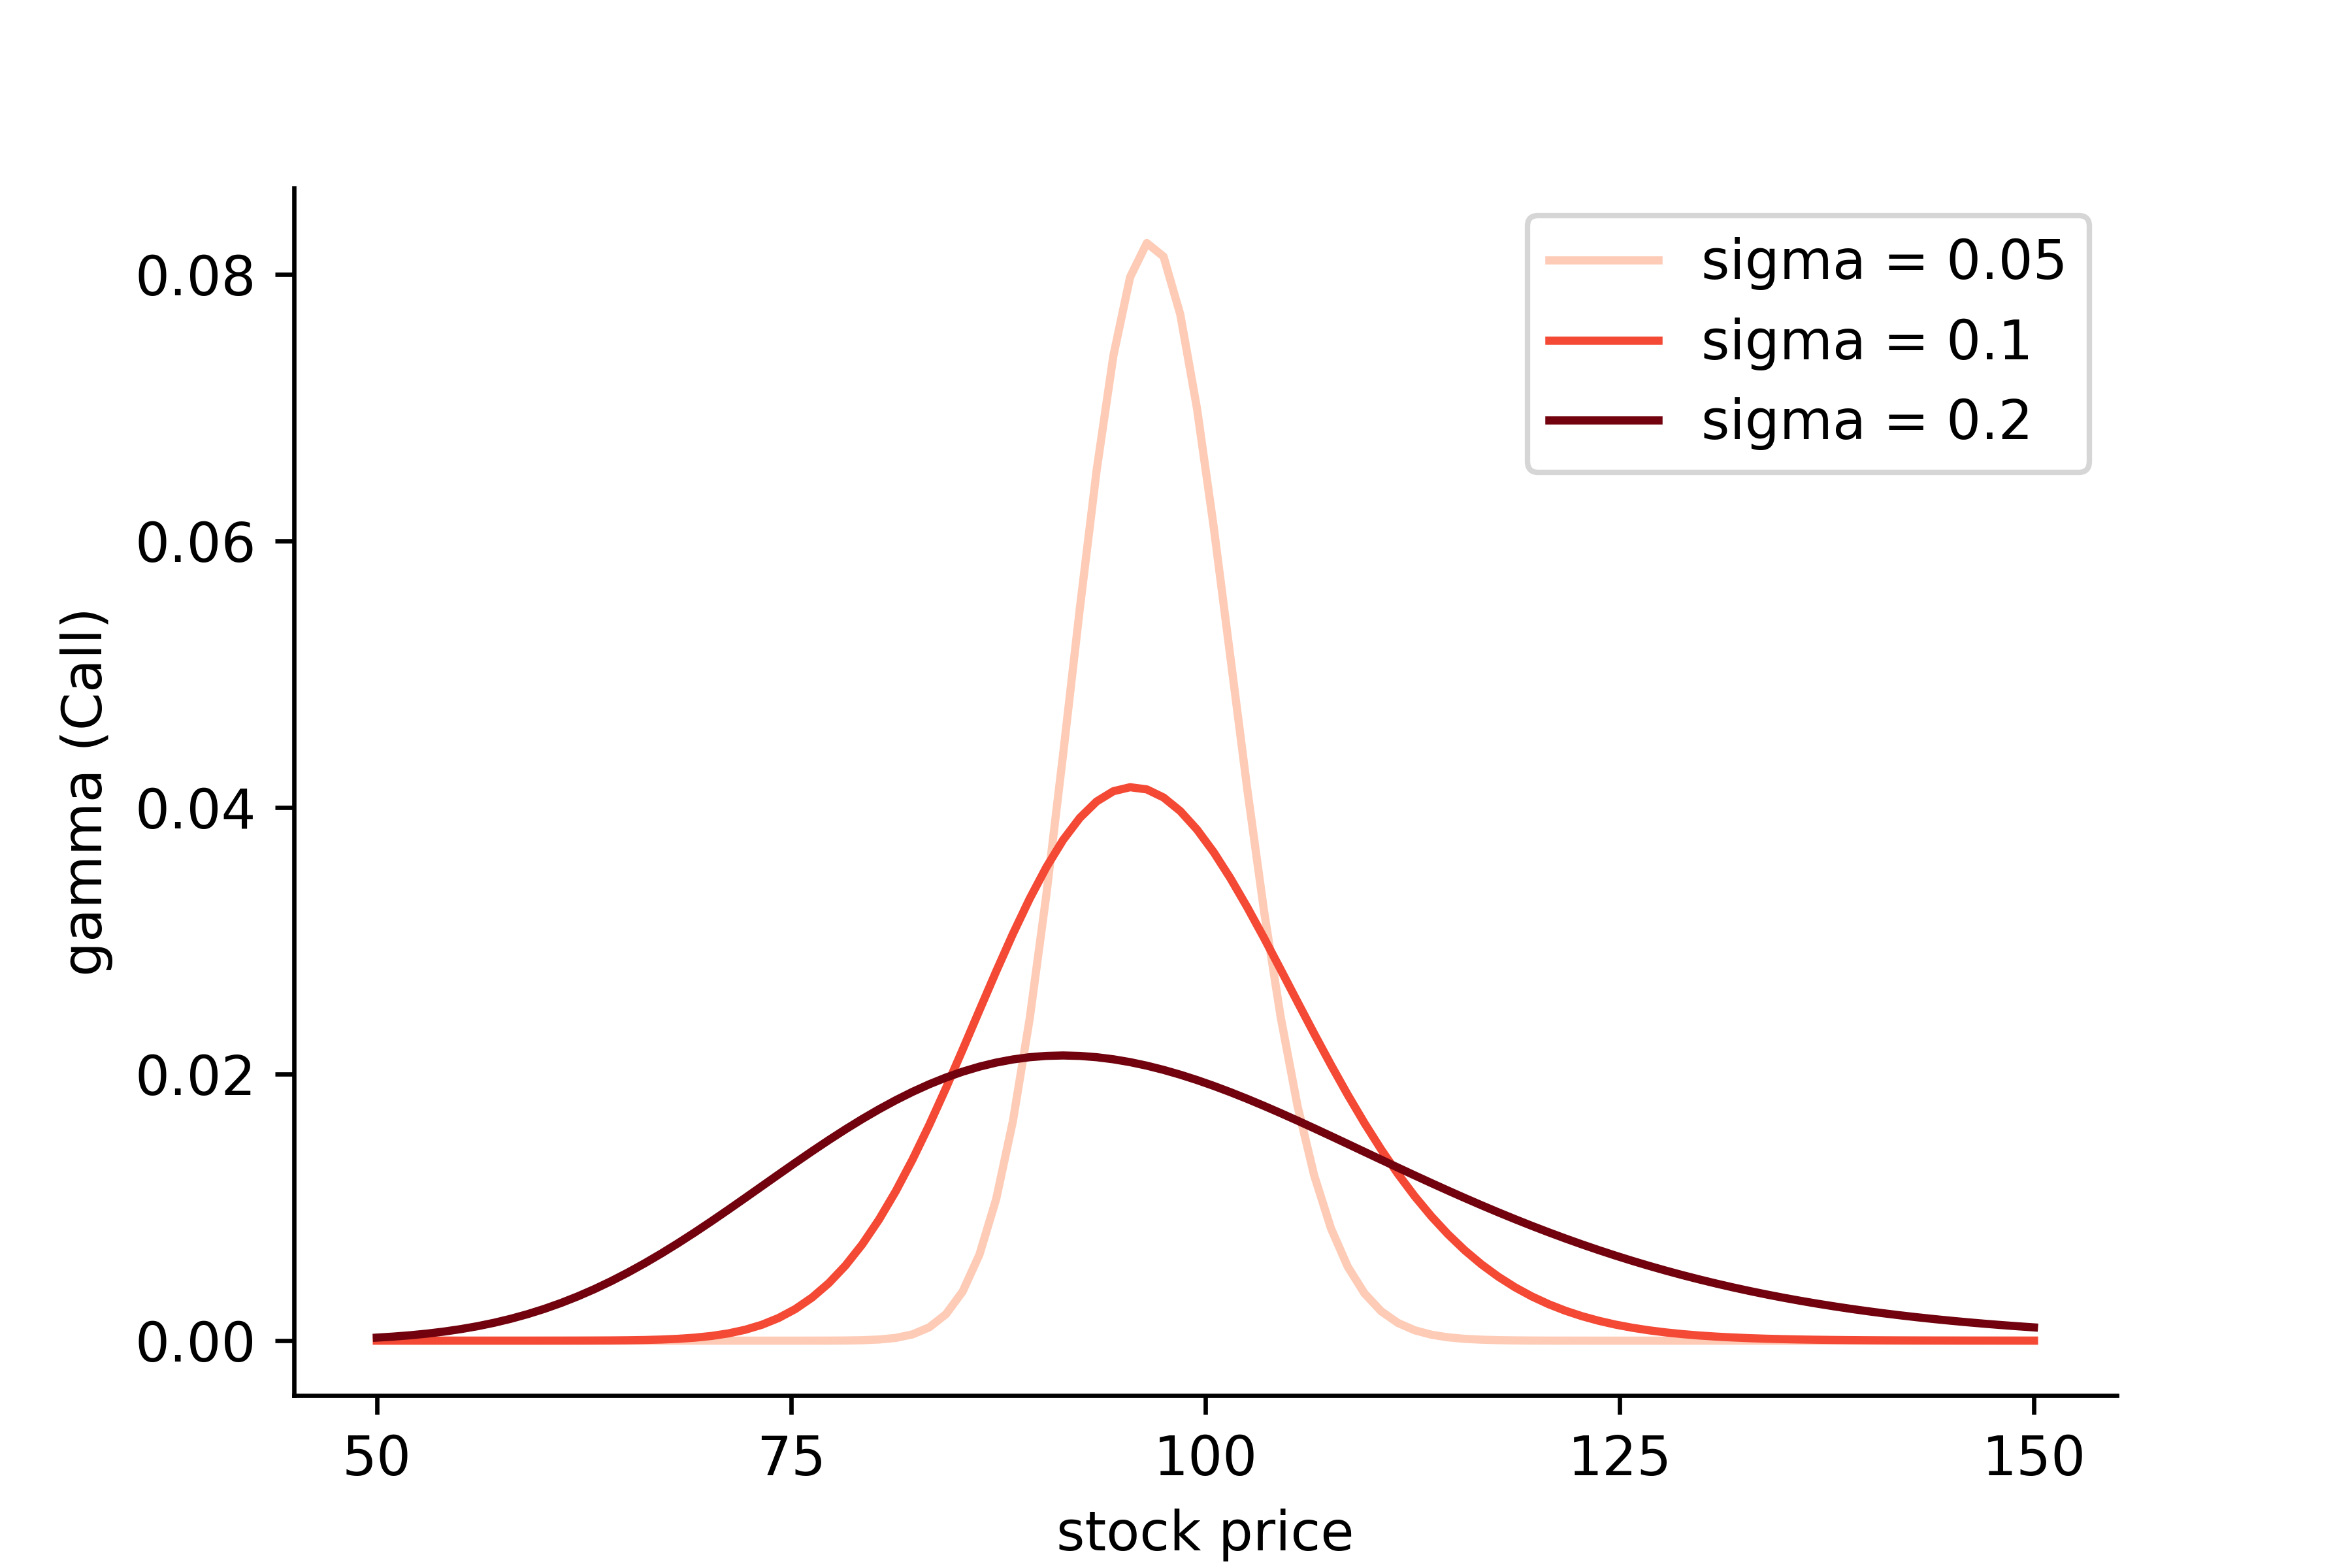 sigma = 0.05
sigma = 0.1
sigma = 0.2
0.08
0.06
0.04
0.02
0.00
gamma (Call)
50 75 100 125 150
stock price